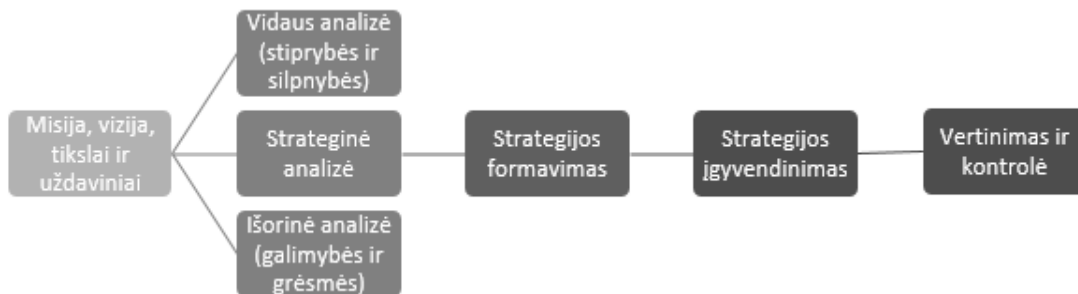 Misija, vizija,
tikslai ir
uždaviniai
Vidaus analizė
(stiprybės ir
silpnybės)
Strateginė
analizė
Išorinė analizė
(galimybės ir
grėsmės)
Strategijos
formavimas
Strategijos
įgyvendinimas
Vertinimas ir
kontrolė